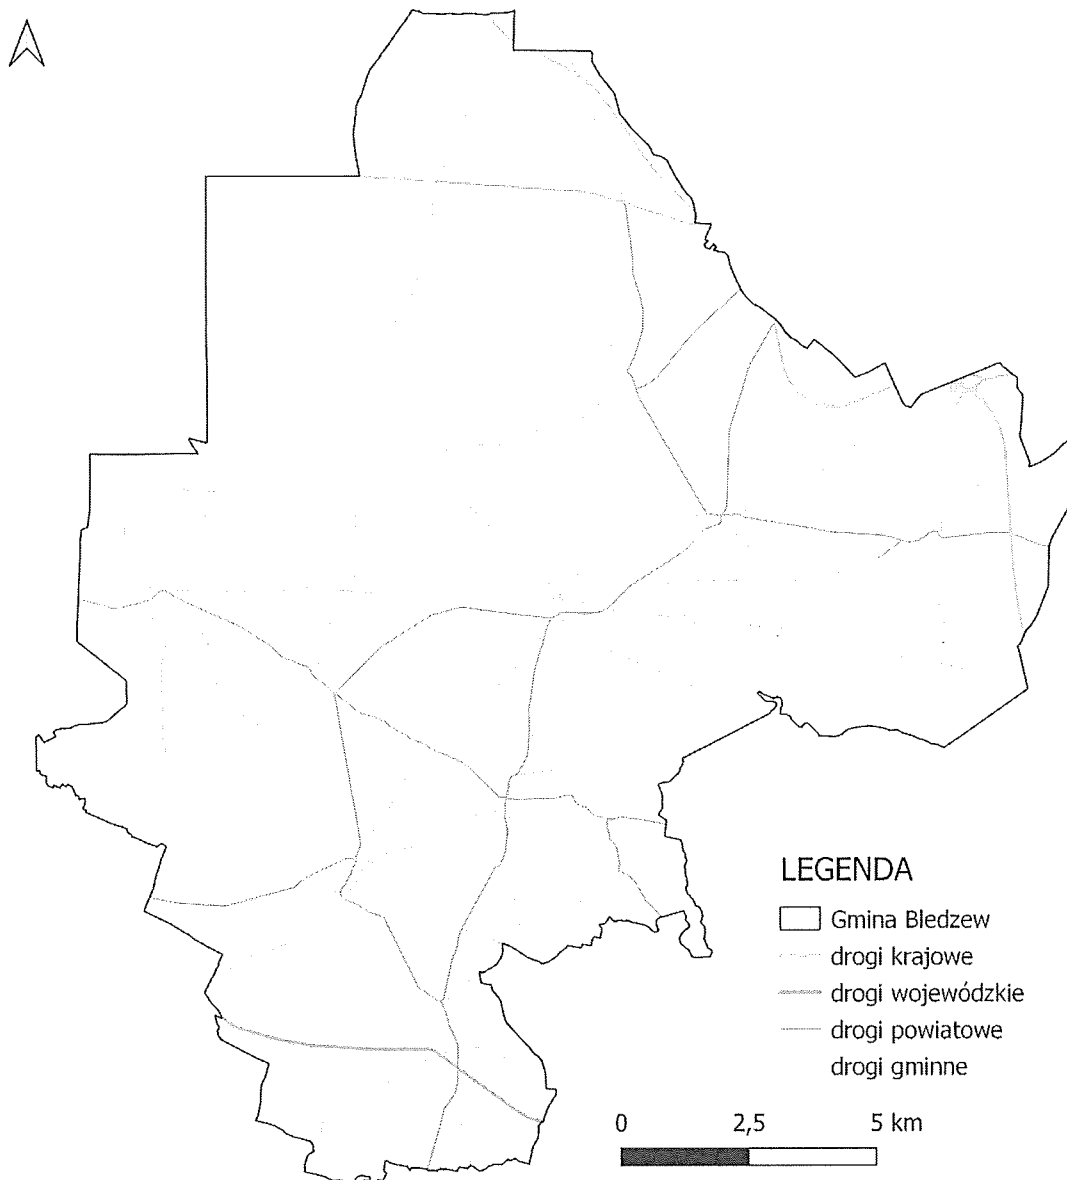 LEGENDA
Gmina Bledzew
drogi krajowe
drogi wojewódzkie
drogi powiatowe
drogi gminne
0 2,5 5 km